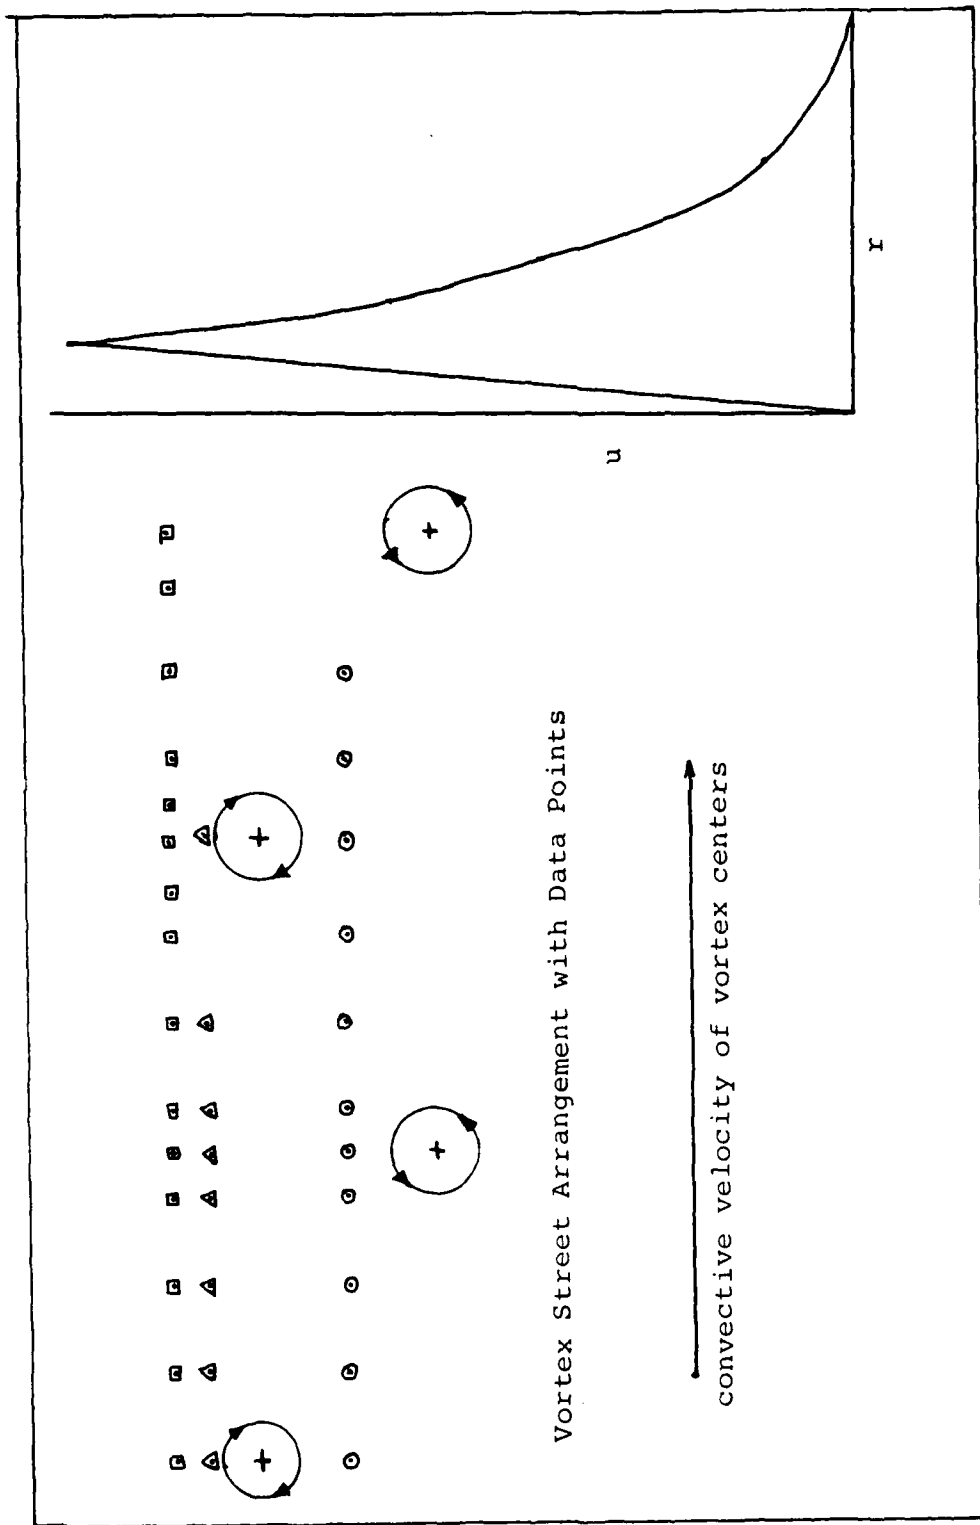 Vortex Street Arrangement with Data Points
convective velocity of vortex centers
u
r